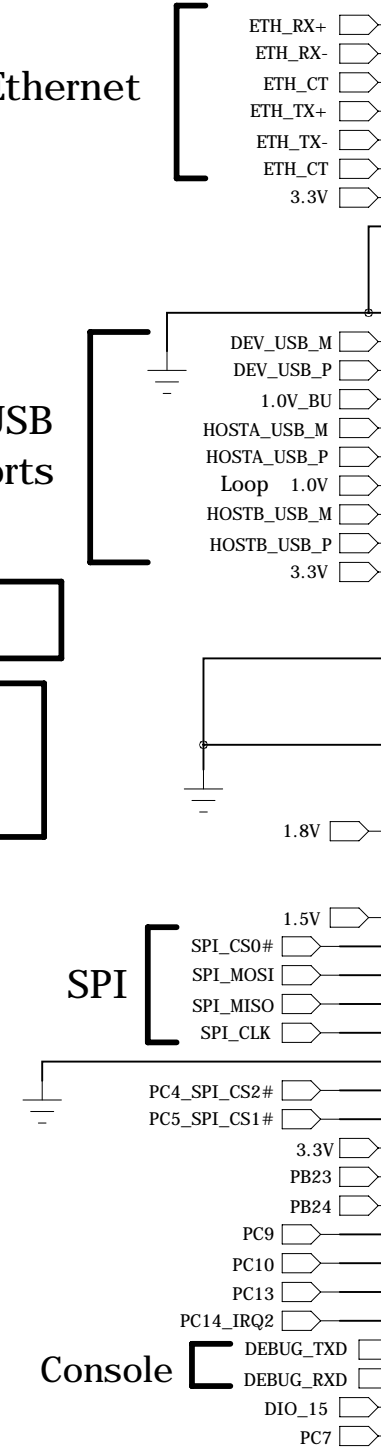 ETH_RX+
ETH_RX-
Ethernet
ETH_CT
ETH_TX+
ETH_TX-
ETH_CT
3.3V
DEV_USB_M
DEV_USB_P
1.0V_BU
HOSTA_USB_M
HOSTA_USB_P
Loop 1.0V
HOSTB_USB_M
HOSTB_USB_P
3.3V
1.8V
1.5V
SPI_CS0#
SPI_MOSI
SPI
SPI_MISO
SPI_CLK
PC4_SPI_CS2#
PC5_SPI_CS1#
3.3V
PB23
PB24
PC9
PC10
PC13
PC14_IRQ2
DEBUG_TXD
Console
DEBUG_RXD
DIO_15
PC7